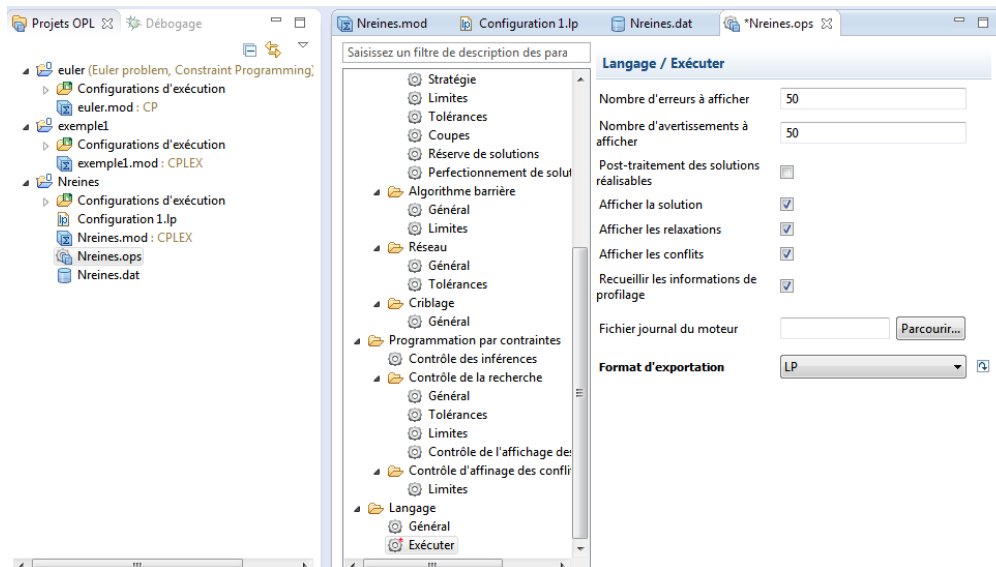 Projets OPL
Débogage
euler (Euler problem, Constraint Programming)
Configurations d'exécution
euler.mod : CP
exemple1
Configurations d'exécution
exemple1.mod : CPLEX
Nreines
Configurations d'exécution
Configuration 1.lp
Nreines.mod : CPLEX
Nreines.ops
Nreines.dat
Nreines.mod
Configuration 1.lp
Nreines.dat
*Nreines.ops
Saisissez un filtre de description des para
Stratégie
Limites
Tolérances
Coupes
Réserve de solutions
Perfectionnement de solut
Algorithme barrière
Général
Limites
Réseau
Général
Tolérances
Criblage
Général
Programmation par contraintes
Contrôle des inférences
Contrôle de la recherche
Général
Tolérances
Limites
Contrôle de l'affichage des
Contrôle d'affinage des confli
Limites
Langage
Général
Exécuter
Langage / Exécuter
Nombre d'erreurs à afficher 50
Nombre d'avertissements à
afficher 50
Post-traitement des solutions
réalisables
Afficher la solution
Afficher les relaxations
Afficher les conflits
Recueillir les informations de
profilage
Fichier journal du moteur Parcourir...
Format d'exportation LP